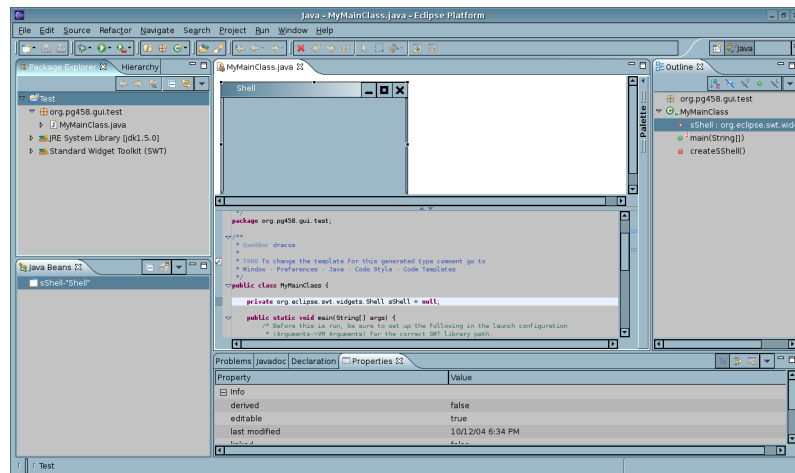 Java - MyMainClass.java - Eclipse Platform
File Edit Source Refactor Navigate Search Project Run Window Help
Java
Package Explorer Hierarchy
Test
org.pg458.gui.test
MyMainClass.java
JRE System Library [jdk1.5.0]
Standard Widget Toolkit (SWT)
Java Beans
sShell-"Shell"
MyMainClass.java
Shell
Palette
*/
package org.pg458.gui.test;
/**
* @author dracos
*
* TODO To change the template for this generated type comment go to
* Window - Preferences - Java - Code Style - Code Templates
*/
public class MyMainClass {
private org.eclipse.swt.widgets.Shell sShell = null;
public static void main(String[] args) {
/* Before this is run, be sure to set up the following in the launch configuration
* (Arguments->VM Arguments) for the correct SWT library path.
Outline
org.pg458.gui.test
MyMainClass
sShell : org.eclipse.swt.wid
main(String[])
createSShell()
Problems Javadoc Declaration Properties
Property Value
Info
derived false
editable true
last modified 10/12/04 6:34 PM
linked false
Test